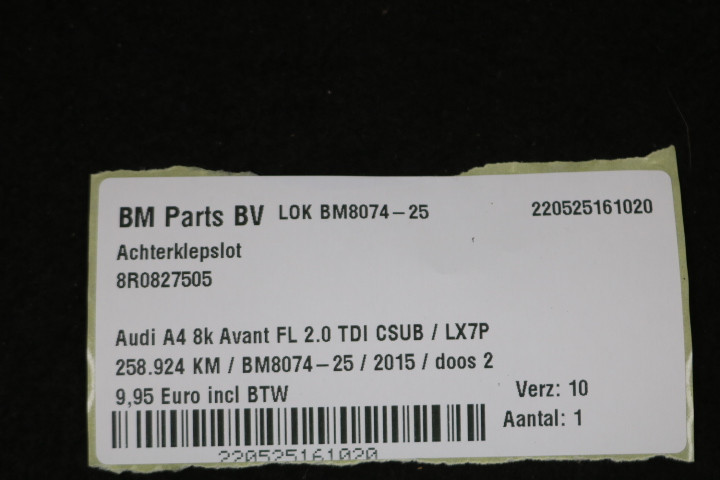 BM Parts BV LOK BM8074-25 220525161020
Achterklepslot
8R0827505
Audi A4 8k Avant FL 2.0 TDI CSUB / LX7P
258.924 KM / BM8074-25 / 2015 / doos 2
9,95 Euro incl BTW Verz: 10
Aantal: 1
220525161020